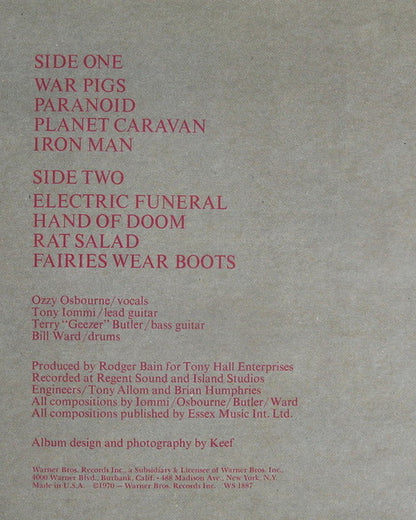 SIDE ONE
WAR PIGS
PARANOID
PLANET CARAVAN
IRON MAN
SIDE TWO
ELECTRIC FUNERAL
HAND OF DOOM
RAT SALAD
FAIRIES WEAR BOOTS
Ozzy Osbourne/vocals
Tony Iommi/lead guitar
Terry "Geezer" Butler/bass guitar
Bill Ward/drums
Produced by Rodger Bain for Tony Hall Enterprises
Recorded at Regent Sound and Island Studios
Engineers/Tony Allom and Brian Humphries
All compositions by Iommi/Osbourne/Butler/Ward
All compositions published by Essex Music Int. Ltd.
Album design and photography by Keef
Warner Bros. Records Inc., a Subsidiary & Licensee of Warner Bros. Inc.,
4000 Warner Blvd., Burbank, Calif. • 488 Madison Ave., New York, N.Y.
Made in U.S.A. ©1970 – Warner Bros. Records Inc. WS 1887